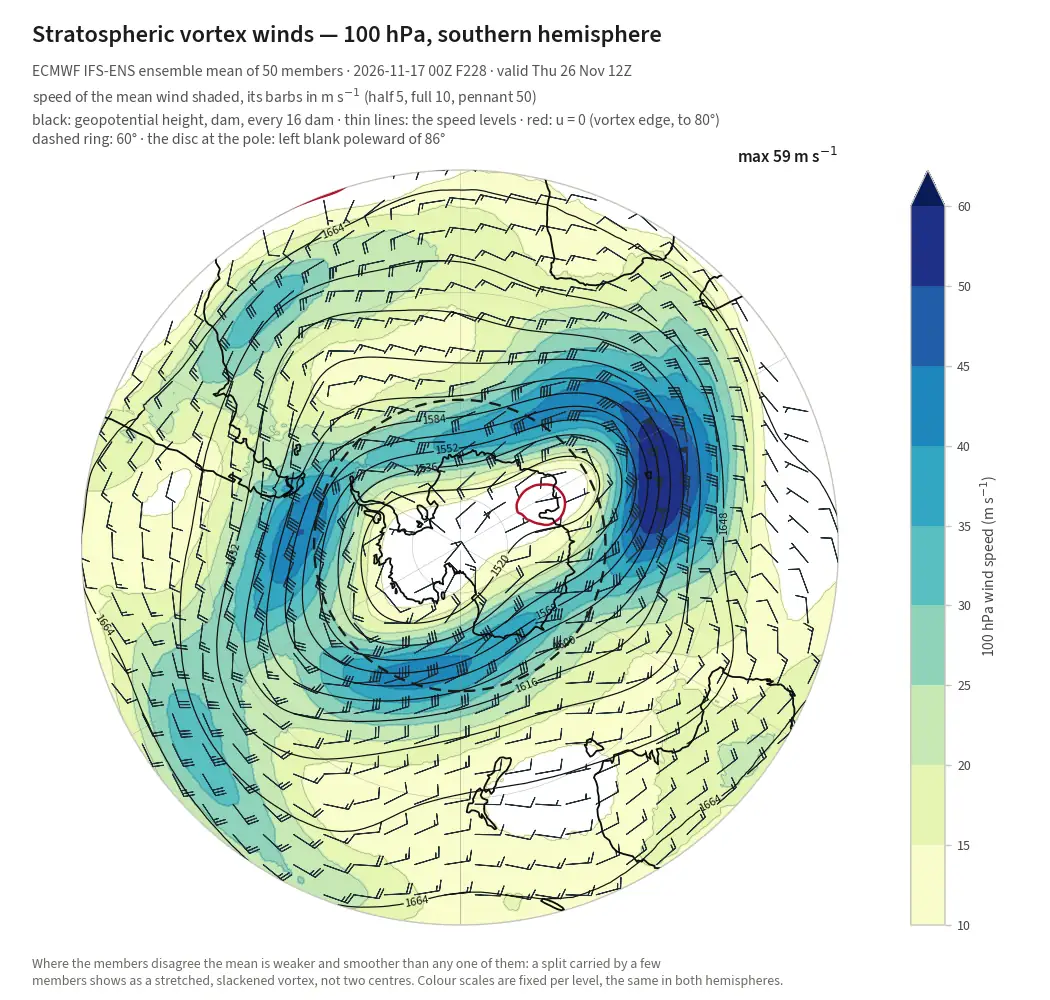 Stratospheric vortex winds — 100 hPa, southern hemisphere
ECMWF IFS-ENS ensemble mean of 50 members · 2026-11-17 00Z F228 · valid Thu 26 Nov 12Z
speed of the mean wind shaded, its barbs in m s⁻¹ (half 5, full 10, pennant 50)
black: geopotential height, dam, every 16 dam · thin lines: the speed levels · red: u = 0 (vortex edge, to 80°)
dashed ring: 60° · the disc at the pole: left blank poleward of 86°
max 59 m s⁻¹
60
50
45
40
35
30
25
20
15
10
100 hPa wind speed (m s⁻¹)
1664
1584
1552
1536
1648
1520
1568
1664
1616
1664
1664
Where the members disagree the mean is weaker and smoother than any one of them: a split carried by a few
members shows as a stretched, slackened vortex, not two centres. Colour scales are fixed per level, the same in both hemispheres.